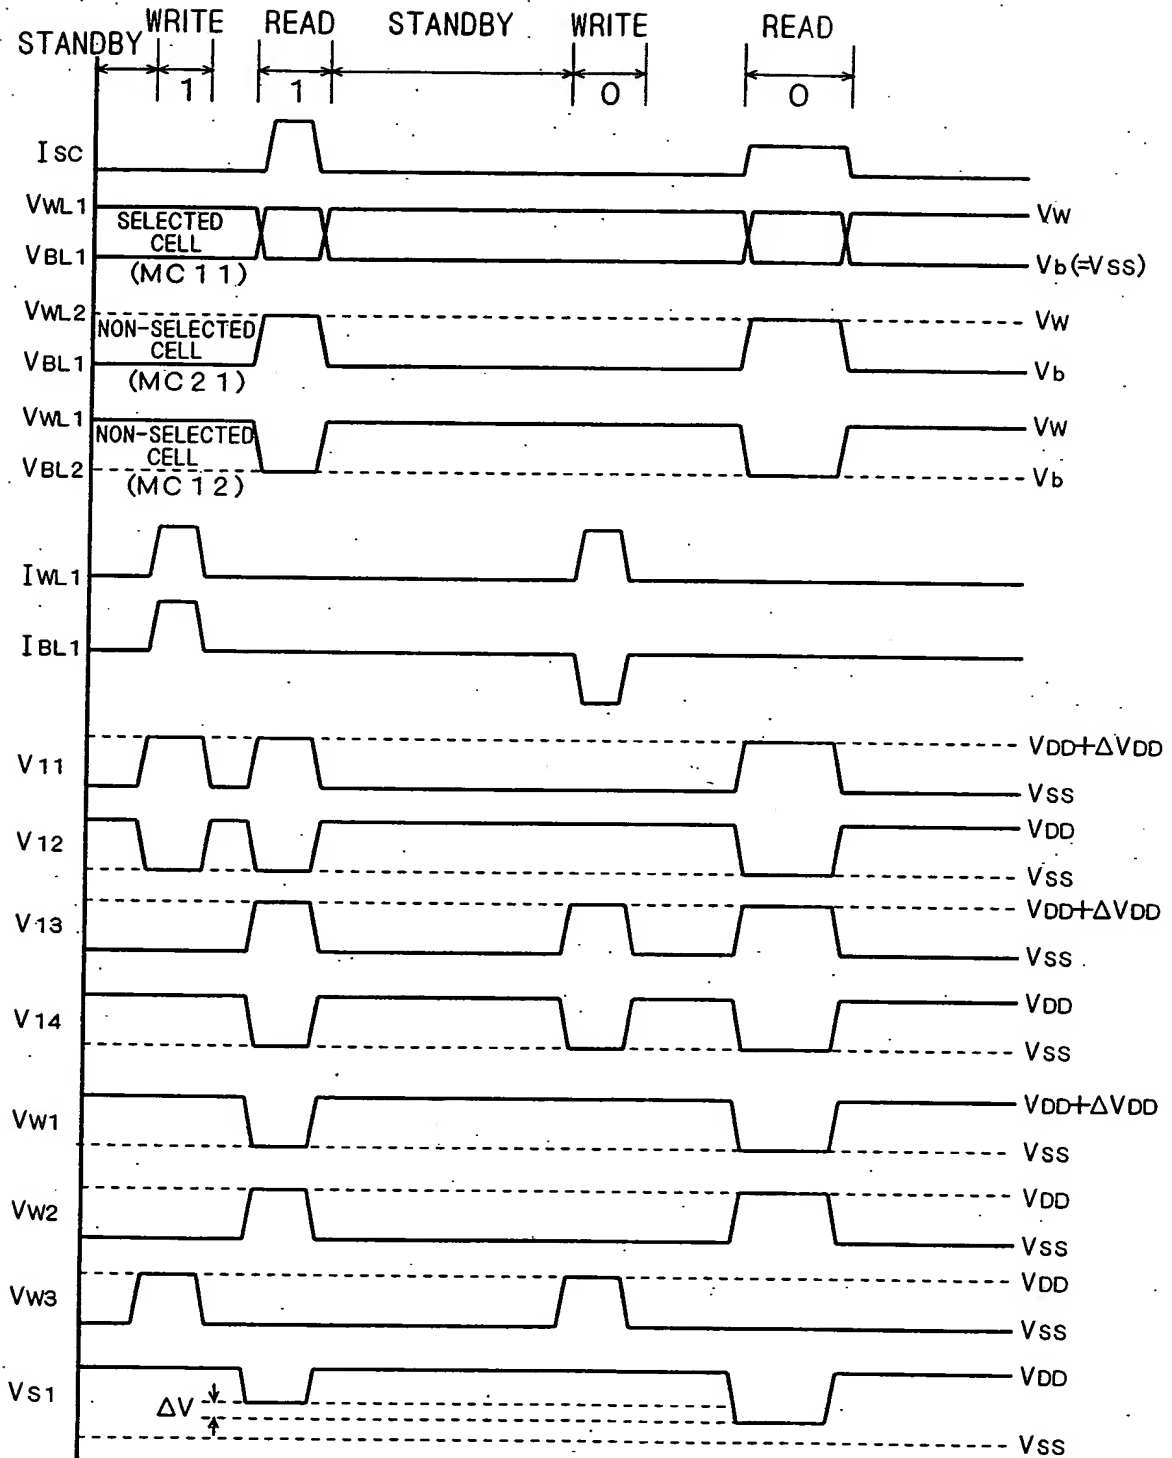 STANDBY WRITE READ STANDBY WRITE READ
1 1 0 0
ISC
VWL1 VW
SELECTED
CELL
VBL1 Vb(=VSS)
(MC11)
VWL2 VW
NON-SELECTED
CELL
VBL1 Vb
(MC21)
VWL1 VW
NON-SELECTED
CELL
VBL2 Vb
(MC12)
IWL1
IBL1
V11 VDD+ΔVDD
VSS
V12 VDD
VSS
V13 VDD+ΔVDD
VSS
V14 VDD
VSS
VW1 VDD+ΔVDD
VSS
VW2 VDD
VSS
VW3 VDD
VSS
VS1 VDD
ΔV
VSS